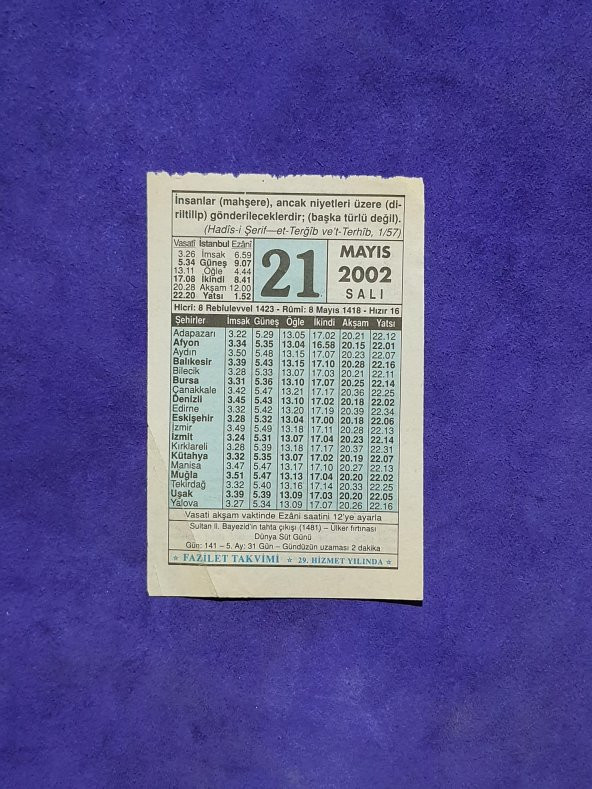 İnsanlar (mahşere), ancak niyetleri üzere (di-
riltilip) gönderileceklerdir; (başka türlü değil).
(Hadîs-i Şerif—et-Terğîb ve't-Terhîb, 1/57)
Vasatî İstanbul Ezânî
3.26 İmsak 6.59
5.34 Güneş 9.07
13.11 Öğle 4.44
17.08 İkindi 8.41
20.28 Akşam 12.00
22.20 Yatsı 1.52
21
MAYIS
2002
SALI
Hicrî: 8 Rebîulevvel 1423 - Rûmî: 8 Mayıs 1418 - Hızır 16
Şehirler İmsak Güneş Öğle İkindi Akşam Yatsı
Adapazarı 3.22 5.29 13.05 17.02 20.21 22.12
Afyon 3.34 5.35 13.04 16.58 20.15 22.01
Aydın 3.50 5.48 13.15 17.07 20.23 22.07
Balıkesir 3.39 5.43 13.15 17.10 20.28 22.16
Bilecik 3.28 5.33 13.07 17.03 20.21 22.11
Bursa 3.31 5.36 13.10 17.07 20.25 22.14
Çanakkale 3.42 5.47 13.21 17.17 20.36 22.25
Denizli 3.45 5.43 13.10 17.02 20.18 22.02
Edirne 3.32 5.42 13.20 17.19 20.39 22.34
Eskişehir 3.28 5.32 13.04 17.00 20.18 22.06
İzmir 3.49 5.49 13.18 17.11 20.28 22.13
İzmit 3.24 5.31 13.07 17.04 20.23 22.14
Kırklareli 3.28 5.39 13.18 17.17 20.37 22.31
Kütahya 3.32 5.35 13.07 17.02 20.19 22.07
Manisa 3.47 5.47 13.17 17.10 20.27 22.13
Muğla 3.51 5.47 13.13 17.04 20.20 22.02
Tekirdağ 3.32 5.40 13.16 17.14 20.33 22.25
Uşak 3.39 5.39 13.09 17.03 20.20 22.05
Yalova 3.27 5.34 13.09 17.07 20.26 22.16
Vasati akşam vaktinde Ezâni saatini 12'ye ayarla
Sultan II. Bayezid'in tahta çıkışı (1481) – Ülker fırtınası
Dünya Süt Günü
Gün: 141 – 5. Ay: 31 Gün – Gündüzün uzaması 2 dakika
FAZİLET TAKVİMİ 29. HİZMET YILINDA